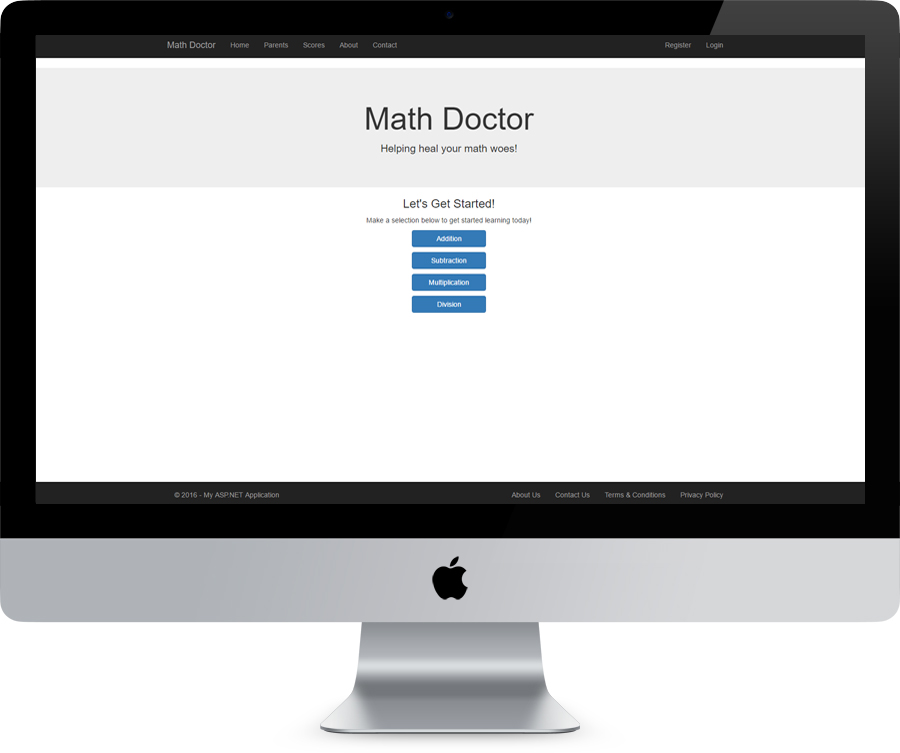 Math Doctor Home Parents Scores About Contact Register Login
Math Doctor
Helping heal your math woes!
Let's Get Started!
Make a selection below to get started learning today!
Addition
Subtraction
Multiplication
Division
© 2016 - My ASP.NET Application About Us Contact Us Terms & Conditions Privacy Policy